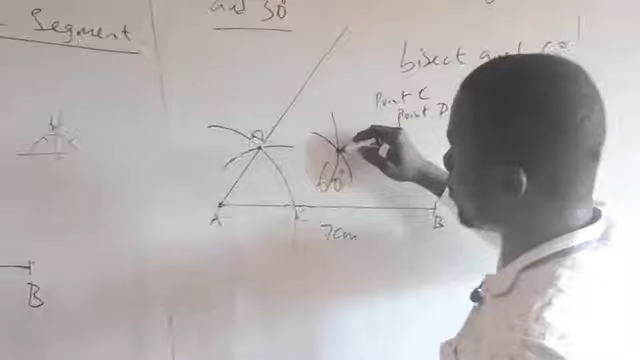 Segment
and 30°
bisect
Point C
Point D
D
60°
A
C
B
7cm
B